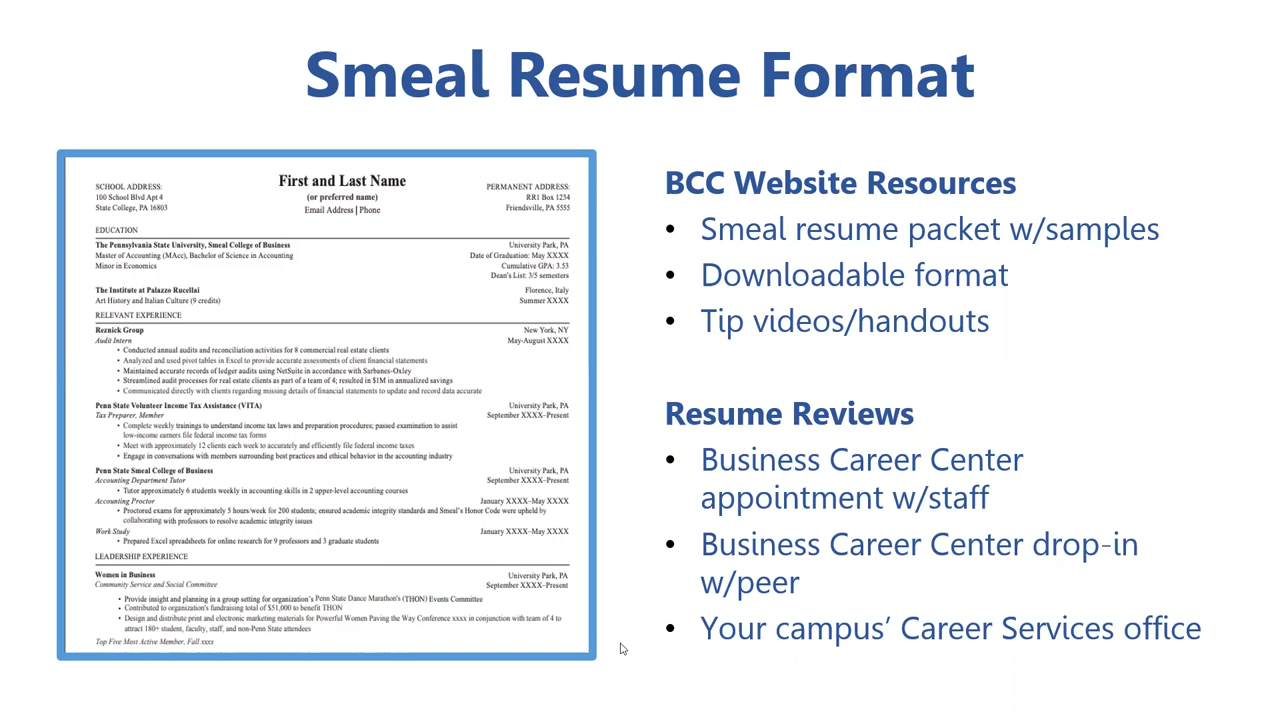 Smeal Resume Format
First and Last Name
(or preferred name)
Email Address | Phone
SCHOOL ADDRESS:
100 School Blvd Apt 4
State College, PA 16803
PERMANENT ADDRESS:
RR1 Box 1234
Friendsville, PA 5555
EDUCATION
The Pennsylvania State University, Smeal College of Business University Park, PA
Master of Accounting (MAcc), Bachelor of Science in Accounting Date of Graduation: May XXXX
Minor in Economics Cumulative GPA: 3.53
Dean's List: 3/5 semesters
The Institute at Palazzo Rucellai Florence, Italy
Art History and Italian Culture (9 credits) Summer XXXX
RELEVANT EXPERIENCE
Reznick Group New York, NY
Audit Intern May-August XXXX
• Conducted annual audits and reconciliation activities for 8 commercial real estate clients
• Analyzed and used pivot tables in Excel to provide accurate assessments of client financial statements
• Maintained accurate records of ledger audits using NetSuite in accordance with Sarbanes-Oxley
• Streamlined audit processes for real estate clients as part of a team of 4; resulted in $1M in annualized savings
• Communicated directly with clients regarding missing details of financial statements to update and record data accurate
Penn State Volunteer Income Tax Assistance (VITA) University Park, PA
Tax Preparer, Member September XXXX–Present
• Complete weekly trainings to understand income tax laws and preparation procedures; passed examination to assist
low-income earners file federal income tax forms
• Meet with approximately 12 clients each week to accurately and efficiently file federal income taxes
• Engage in conversations with members surrounding best practices and ethical behavior in the accounting industry
Penn State Smeal College of Business University Park, PA
Accounting Department Tutor September XXXX–Present
• Tutor approximately 6 students weekly in accounting skills in 2 upper-level accounting courses
Accounting Proctor January XXXX–May XXXX
• Proctored exams for approximately 5 hours/week for 200 students; ensured academic integrity standards and Smeal's Honor Code were upheld by
collaborating with professors to resolve academic integrity issues
Work Study January XXXX–May XXXX
• Prepared Excel spreadsheets for online research for 9 professors and 3 graduate students
LEADERSHIP EXPERIENCE
Women in Business University Park, PA
Community Service and Social Committee September XXXX–Present
• Provide insight and planning in a group setting for organization's Penn State Dance Marathon's (THON) Events Committee
• Contributed to organization's fundraising total of $51,000 to benefit THON
• Design and distribute print and electronic marketing materials for Powerful Women Paving the Way Conference xxxx in conjunction with team of 4 to
attract 180+ student, faculty, staff, and non-Penn State attendees
Top Five Most Active Member, Fall xxxx
BCC Website Resources
• Smeal resume packet w/samples
• Downloadable format
• Tip videos/handouts
Resume Reviews
• Business Career Center
appointment w/staff
• Business Career Center drop-in
w/peer
• Your campus’ Career Services office